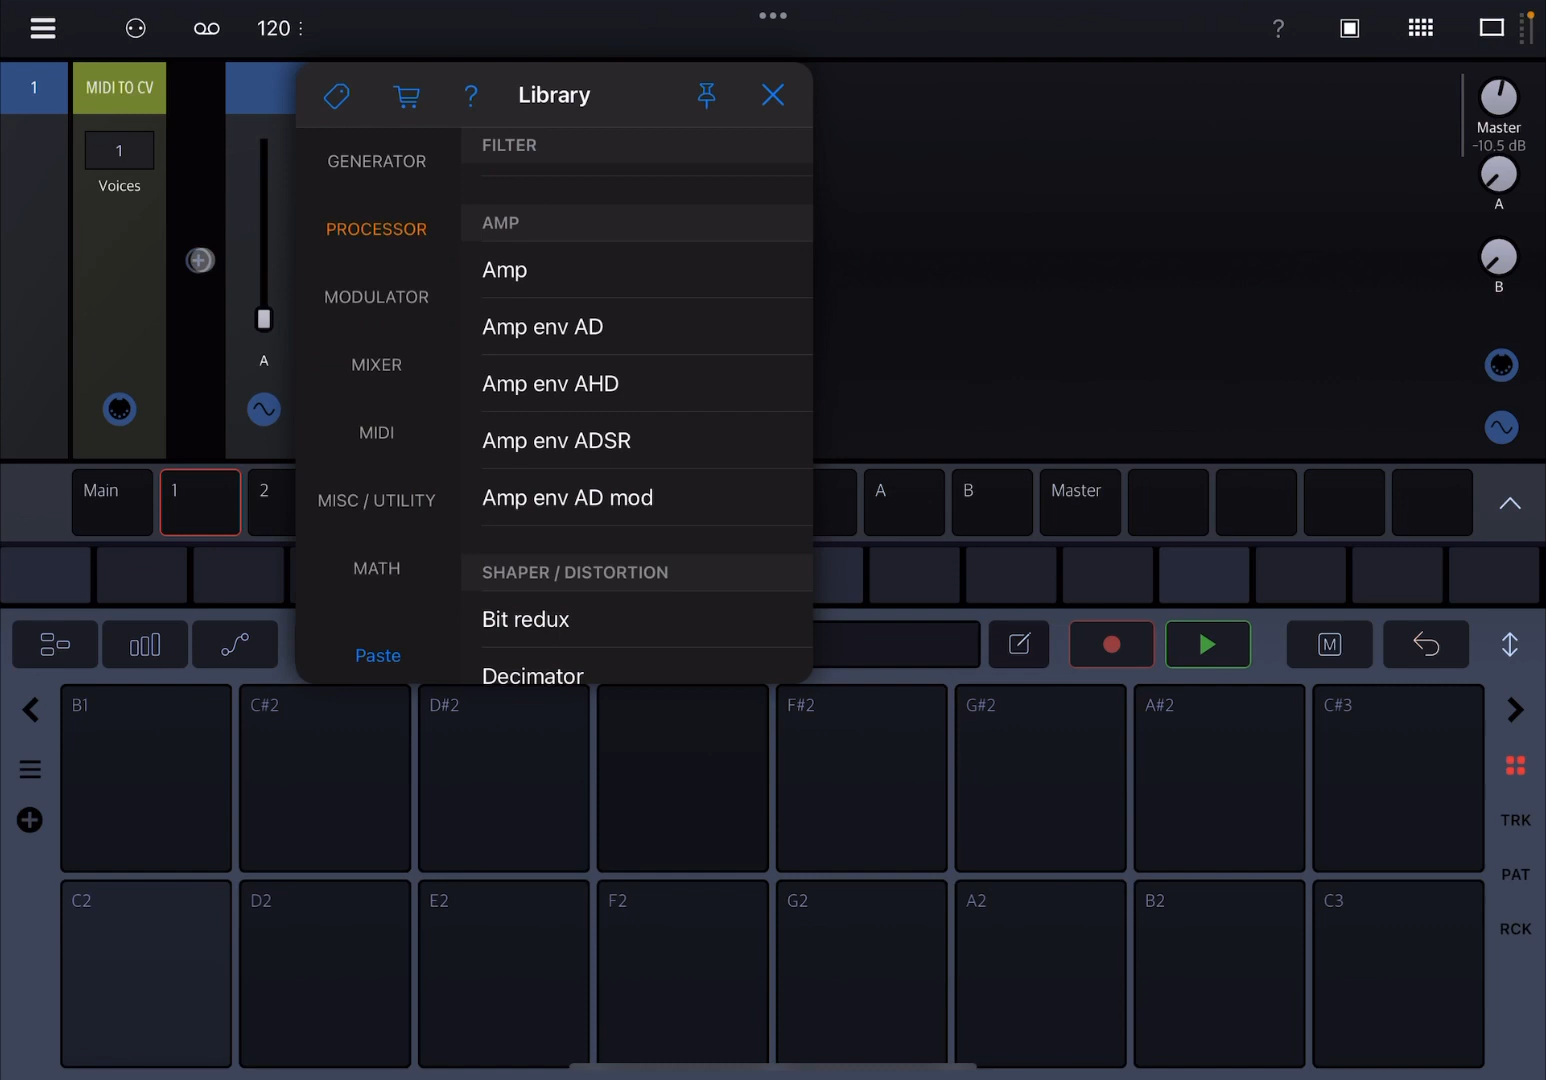 120
?
1
MIDI TO CV
1
Voices
A
? Library
GENERATOR
PROCESSOR
MODULATOR
MIXER
MIDI
MISC / UTILITY
MATH
Paste
FILTER
AMP
Amp
Amp env AD
Amp env AHD
Amp env ADSR
Amp env AD mod
SHAPER / DISTORTION
Bit redux
Decimator
Master
-10.5 dB
A
B
Main
1
2
A
B
Master
M
B1
C#2
D#2
F#2
G#2
A#2
C#3
C2
D2
E2
F2
G2
A2
B2
C3
TRK
PAT
RCK